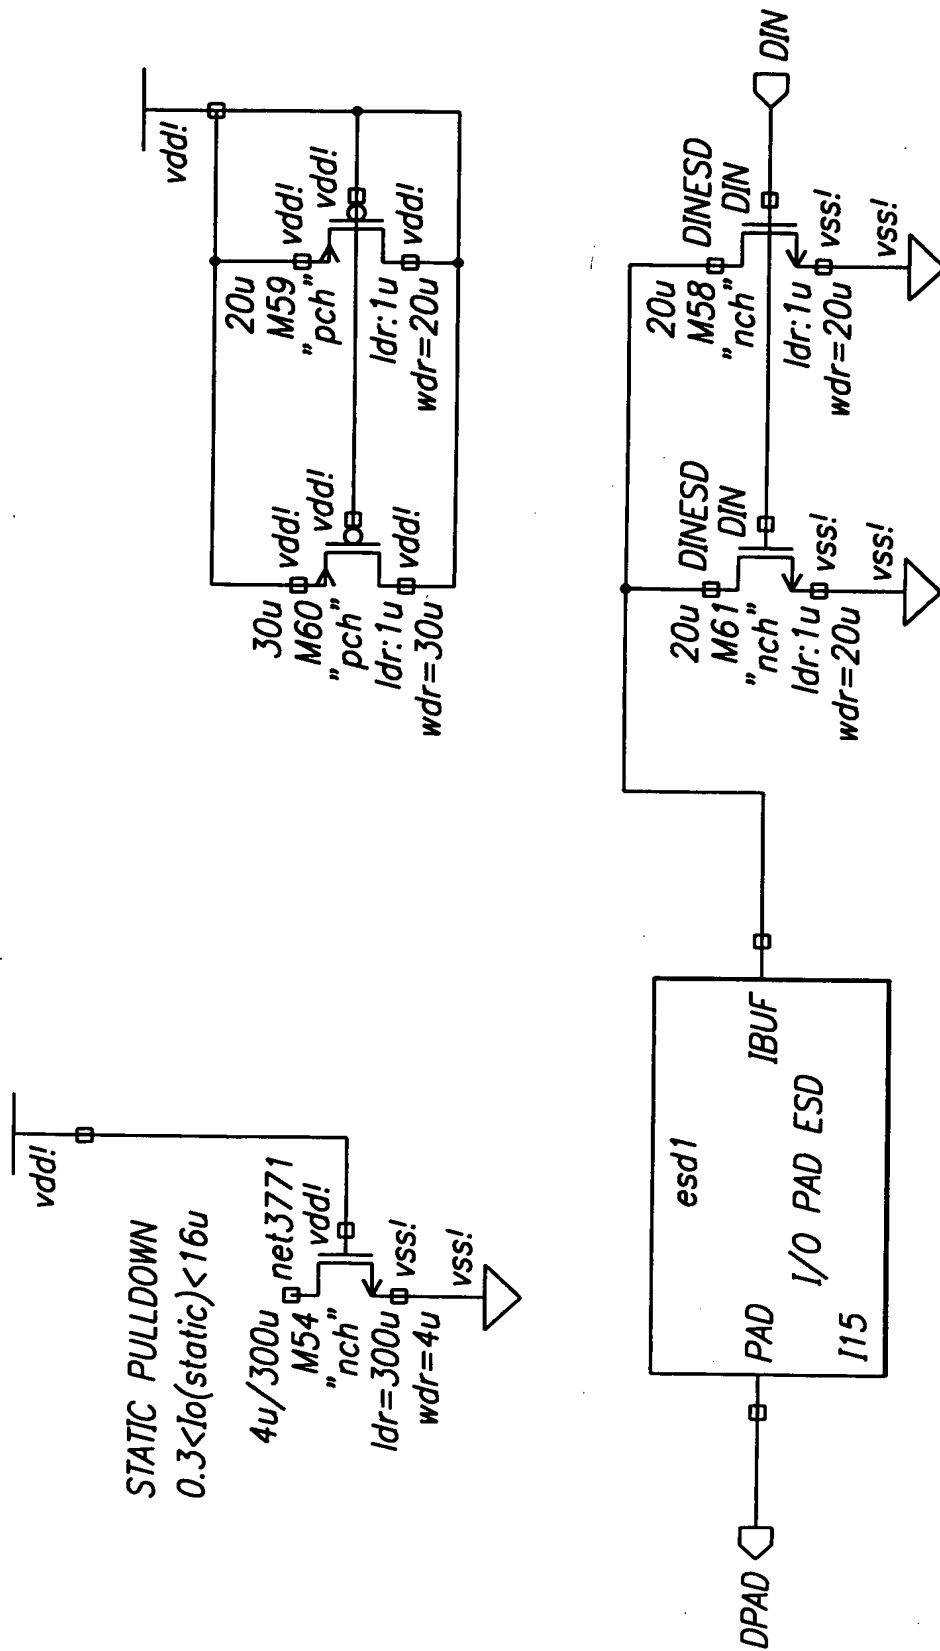 vdd!
STATIC PULLDOWN
0.3<Io(static)<16u
4u/300u
net3771
M54
vdd!
"nch"
ldr=300u
vss!
wdr=4u
vss!
vdd!
30u
vdd!
M60
vdd!
"pch"
ldr:1u
vdd!
wdr=30u
20u
vdd!
M59
vdd!
"pch"
ldr:1u
vdd!
wdr=20u
DPAD
esd1
PAD
IBUF
I/O PAD ESD
I15
20u
DINESD
M61
DIN
"nch"
ldr:1u
vss!
wdr=20u
vss!
20u
DINESD
M58
DIN
"nch"
ldr:1u
vss!
wdr=20u
vss!
DIN